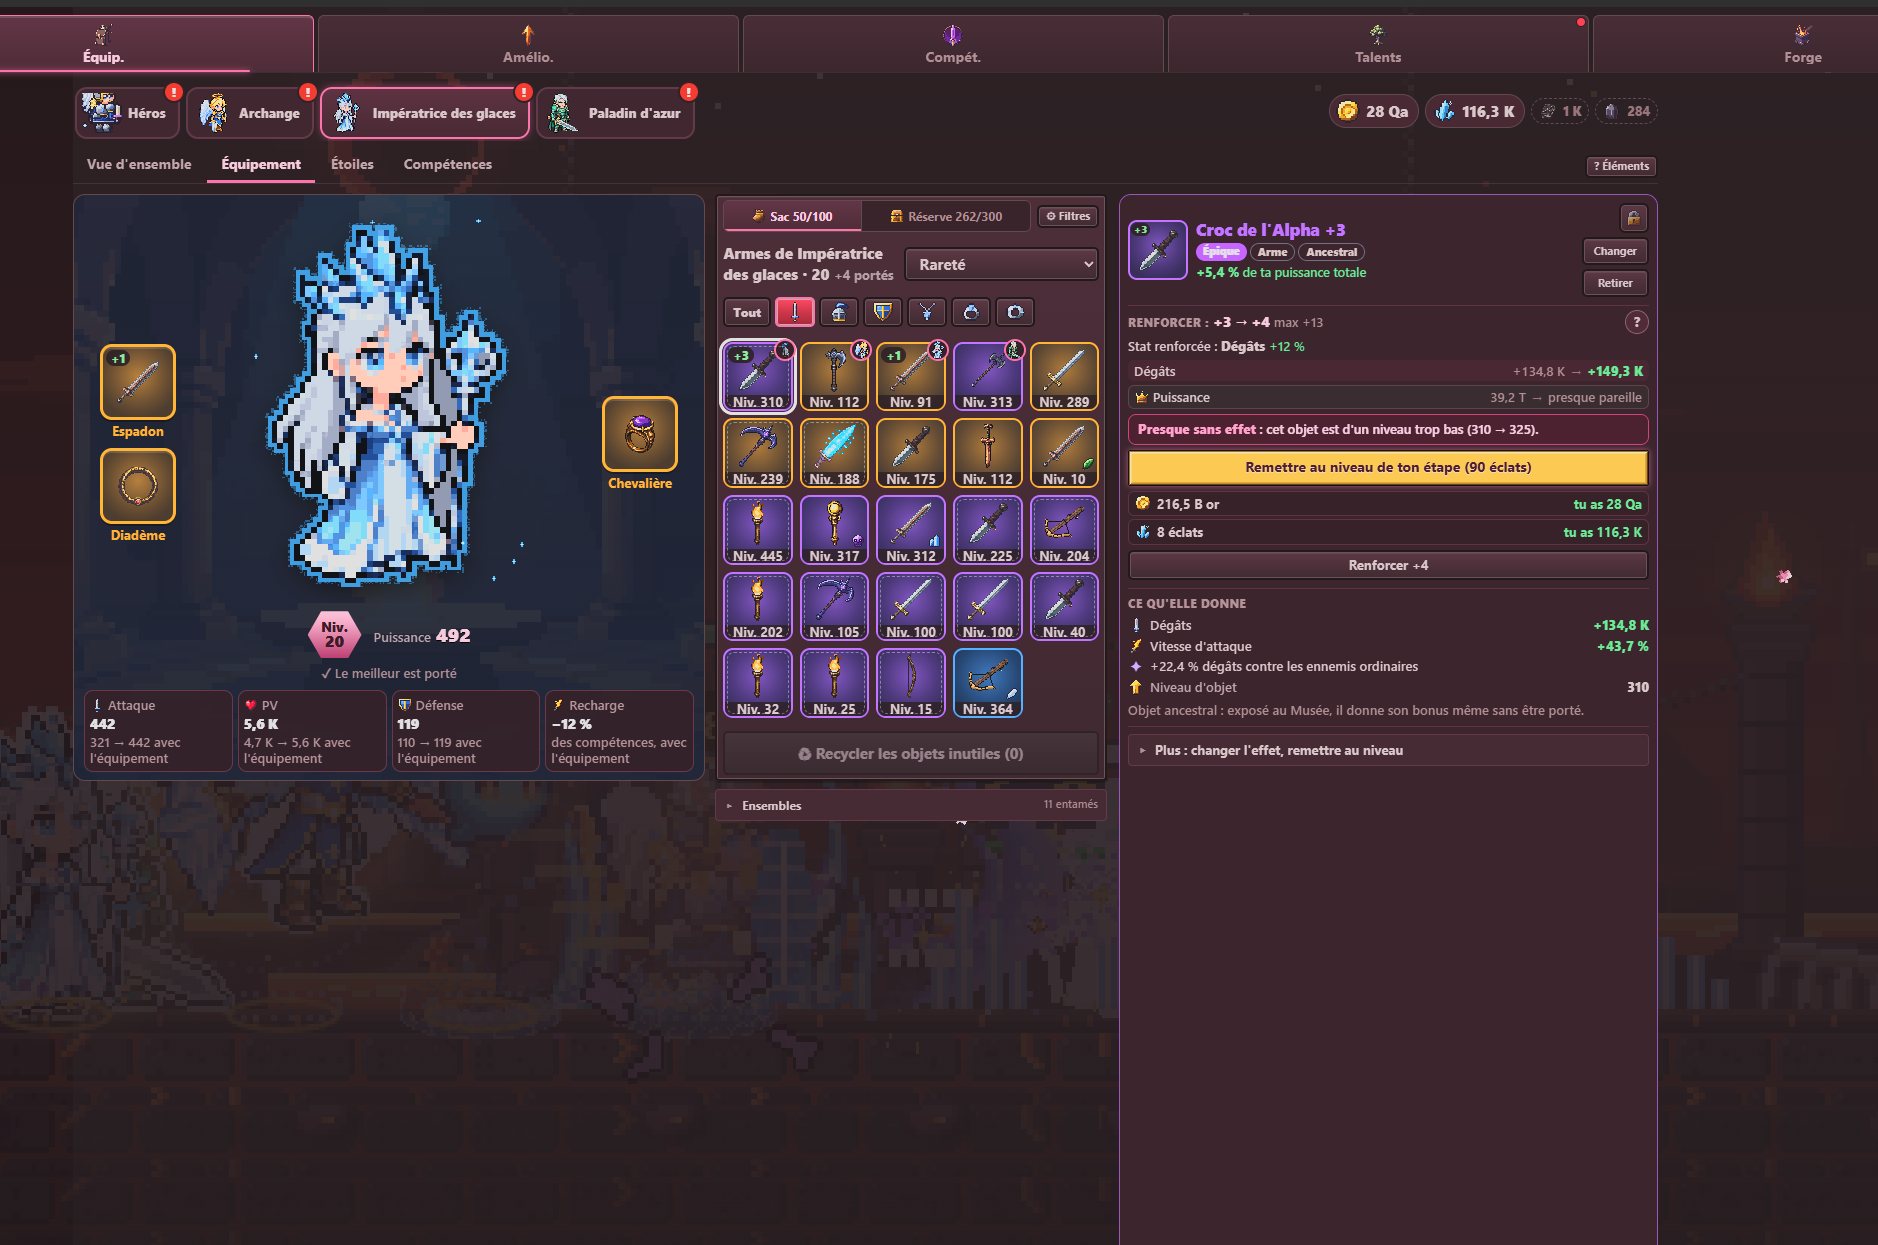 Équip.
Amélio.
Compét.
Talents
Forge
Héros
!
Archange
!
Impératrice des glaces
!
Paladin d'azur
!
28 Qa
116,3 K
1 K
284
Vue d'ensemble
Équipement
Étoiles
Compétences
? Éléments
+1
Espadon
Diadème
Chevalière
Niv.
20
Puissance 492
✓ Le meilleur est porté
Attaque
442
321 → 442 avec
l'équipement
PV
5,6 K
4,7 K → 5,6 K avec
l'équipement
Défense
119
110 → 119 avec
l'équipement
Recharge
−12 %
des compétences, avec
l'équipement
Sac 50/100
Réserve 262/300
Filtres
Armes de Impératrice
des glaces • 20 +4 portés
Rareté
Tout
+3
Niv. 310
Niv. 112
+1
Niv. 91
Niv. 313
Niv. 289
Niv. 239
Niv. 188
Niv. 175
Niv. 112
Niv. 10
Niv. 445
Niv. 317
Niv. 312
Niv. 225
Niv. 204
Niv. 202
Niv. 105
Niv. 100
Niv. 100
Niv. 40
Niv. 32
Niv. 25
Niv. 15
Niv. 364
Recycler les objets inutiles (0)
Ensembles
11 entamés
+3
Croc de l'Alpha +3
Épique Arme Ancestral
+5,4 % de ta puissance totale
Changer
Retirer
RENFORCER : +3 → +4 max +13
?
Stat renforcée : Dégâts +12 %
Dégâts
+134,8 K → +149,3 K
Puissance
39,2 T → presque pareille
Presque sans effet : cet objet est d'un niveau trop bas (310 → 325).
Remettre au niveau de ton étape (90 éclats)
216,5 B or
tu as 28 Qa
8 éclats
tu as 116,3 K
Renforcer +4
CE QU'ELLE DONNE
Dégâts
+134,8 K
Vitesse d'attaque
+43,7 %
+22,4 % dégâts contre les ennemis ordinaires
Niveau d'objet
310
Objet ancestral : exposé au Musée, il donne son bonus même sans être porté.
Plus : changer l'effet, remettre au niveau